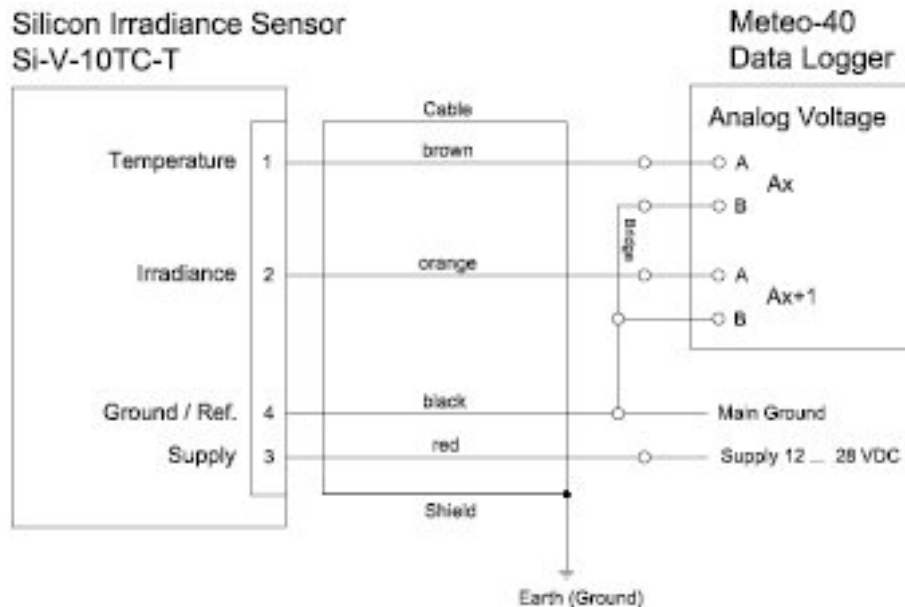 Silicon Irradiance Sensor
Si-V-10TC-T
Meteo-40
Data Logger
Cable
Analog Voltage
Temperature 1 brown A
Ax
B
Bridge
Irradiance 2 orange A
Ax+1
B
Ground / Ref. 4 black Main Ground
Supply 3 red Supply 12 ... 28 VDC
Shield
Earth (Ground)